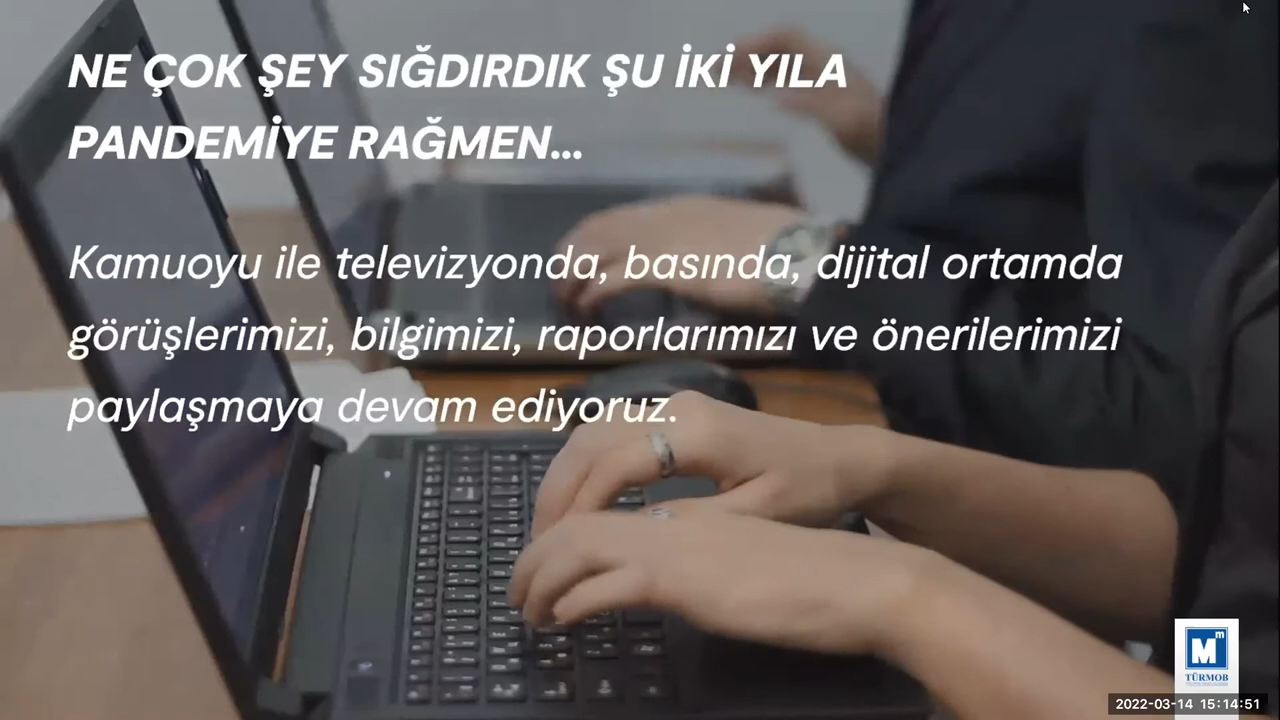 NE ÇOK ŞEY SIĞDIRDIK ŞU İKİ YILA
PANDEMİYE RAĞMEN...
Kamuoyu ile televizyonda, basında, dijital ortamda
görüşlerimizi, bilgimizi, raporlarımızı ve önerilerimizi
paylaşmaya devam ediyoruz.
Mm
TÜRMOB
2022-03-14 15:14:51